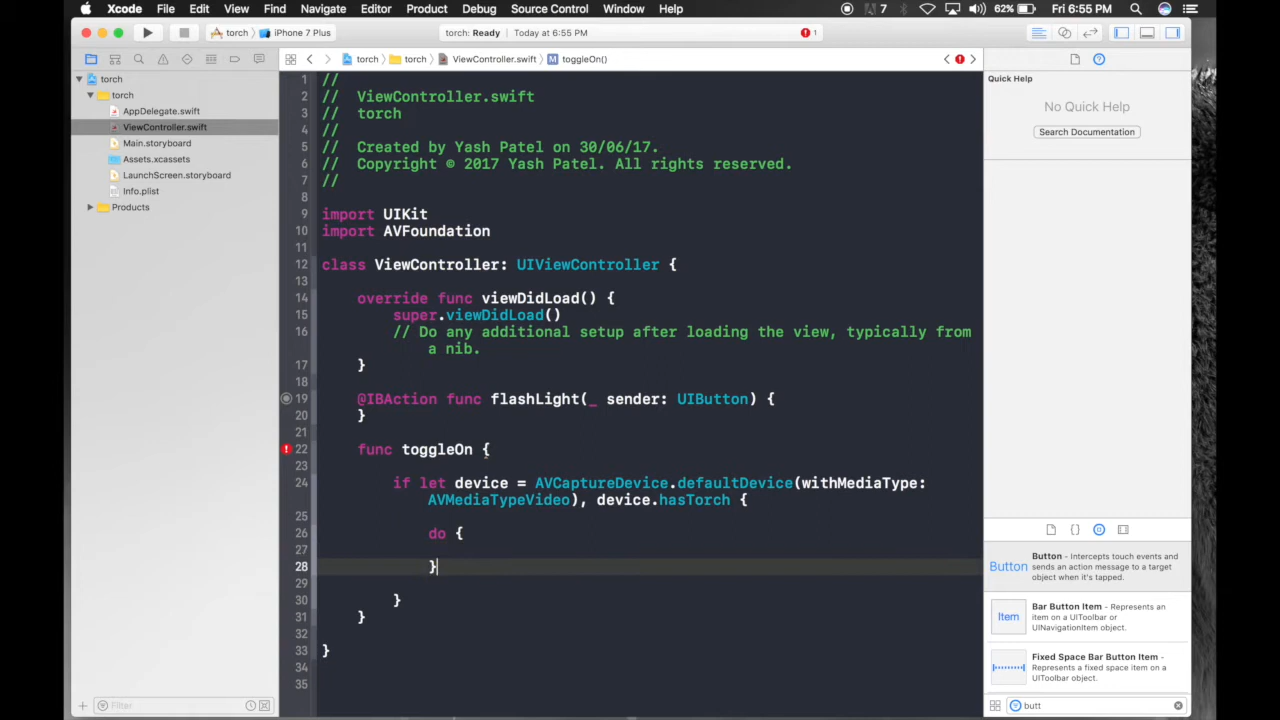 Xcode File Edit View Find Navigate Editor Product Debug Source Control Window Help 7 62% Fri 6:55 PM
torch iPhone 7 Plus torch: Ready Today at 6:55 PM 1
torch torch ViewController.swift M toggleOn()
torch
torch
AppDelegate.swift
ViewController.swift
Main.storyboard
Assets.xcassets
LaunchScreen.storyboard
Info.plist
Products
Filter
1 //
2 // ViewController.swift
3 // torch
4 //
5 // Created by Yash Patel on 30/06/17.
6 // Copyright © 2017 Yash Patel. All rights reserved.
7 //
8
9 import UIKit
10 import AVFoundation
11
12 class ViewController: UIViewController {
13
14 override func viewDidLoad() {
15 super.viewDidLoad()
16 // Do any additional setup after loading the view, typically from
a nib.
17 }
18
19 @IBAction func flashLight(_ sender: UIButton) {
20 }
21
22 func toggleOn {
23
24 if let device = AVCaptureDevice.defaultDevice(withMediaType:
AVMediaTypeVideo), device.hasTorch {
25
26 do {
27
28 }
29
30 }
31 }
32
33 }
34
35
Quick Help
No Quick Help
Search Documentation
Button
Button - Intercepts touch events and
sends an action message to a target
object when it's tapped.
Item
Bar Button Item - Represents an
item on a UIToolbar or
UINavigationItem object.
Fixed Space Bar Button Item -
Represents a fixed space item on a
UIToolbar object.
butt